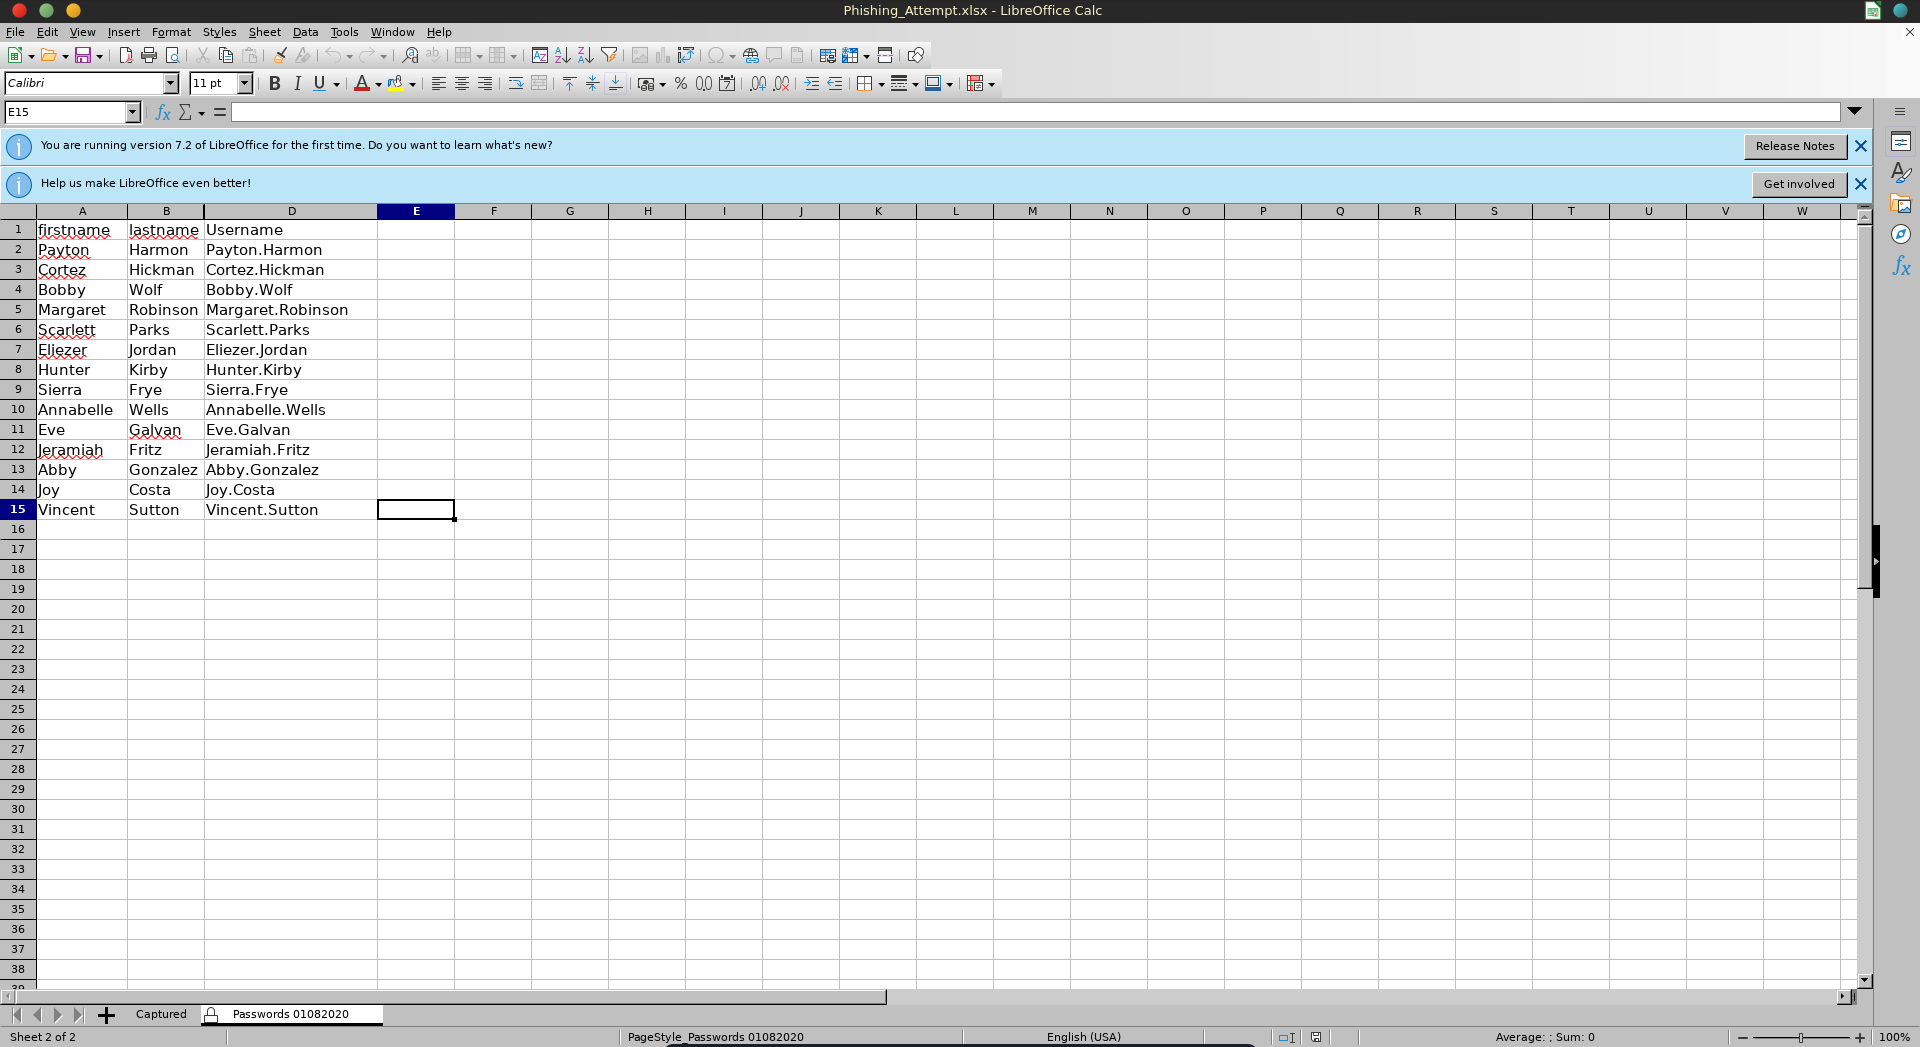 Phishing_Attempt.xlsx - LibreOffice Calc
File Edit View Insert Format Styles Sheet Data Tools Window Help
Calibri 11 pt
E15
You are running version 7.2 of LibreOffice for the first time. Do you want to learn what's new? Release Notes
Help us make LibreOffice even better! Get involved
A B D E F G H I J K L M N O P Q R S T U V W
1 firstname lastname Username
2 Payton Harmon Payton.Harmon
3 Cortez Hickman Cortez.Hickman
4 Bobby Wolf Bobby.Wolf
5 Margaret Robinson Margaret.Robinson
6 Scarlett Parks Scarlett.Parks
7 Eliezer Jordan Eliezer.Jordan
8 Hunter Kirby Hunter.Kirby
9 Sierra Frye Sierra.Frye
10 Annabelle Wells Annabelle.Wells
11 Eve Galvan Eve.Galvan
12 Jeramiah Fritz Jeramiah.Fritz
13 Abby Gonzalez Abby.Gonzalez
14 Joy Costa Joy.Costa
15 Vincent Sutton Vincent.Sutton
16
17
18
19
20
21
22
23
24
25
26
27
28
29
30
31
32
33
34
35
36
37
38
39
Captured Passwords 01082020
Sheet 2 of 2 PageStyle_Passwords 01082020 English (USA) Average: ; Sum: 0 100%